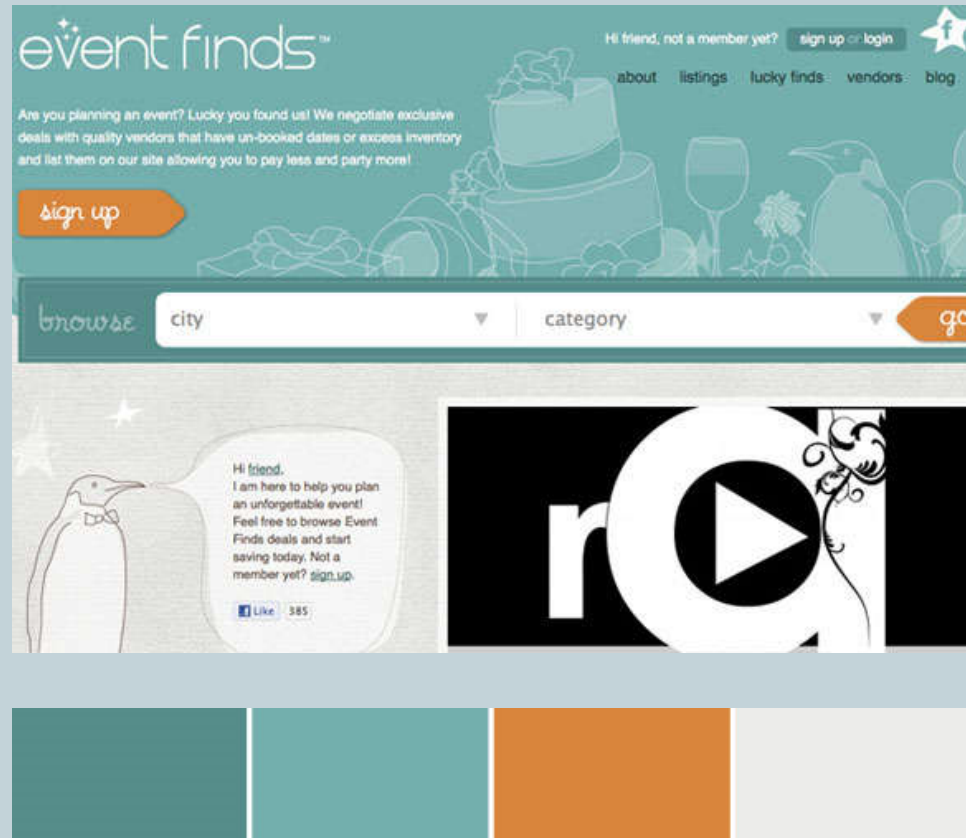 event finds™
Hi friend, not a member yet? sign up or login
about listings lucky finds vendors blog
Are you planning an event? Lucky you found us! We negotiate exclusive
deals with quality vendors that have un-booked dates or excess inventory
and list them on our site allowing you to pay less and party more!
sign up
browse city category go
Hi friend,
I am here to help you plan
an unforgettable event!
Feel free to browse Event
Finds deals and start
saving today. Not a
member yet? sign up.
f Like 385